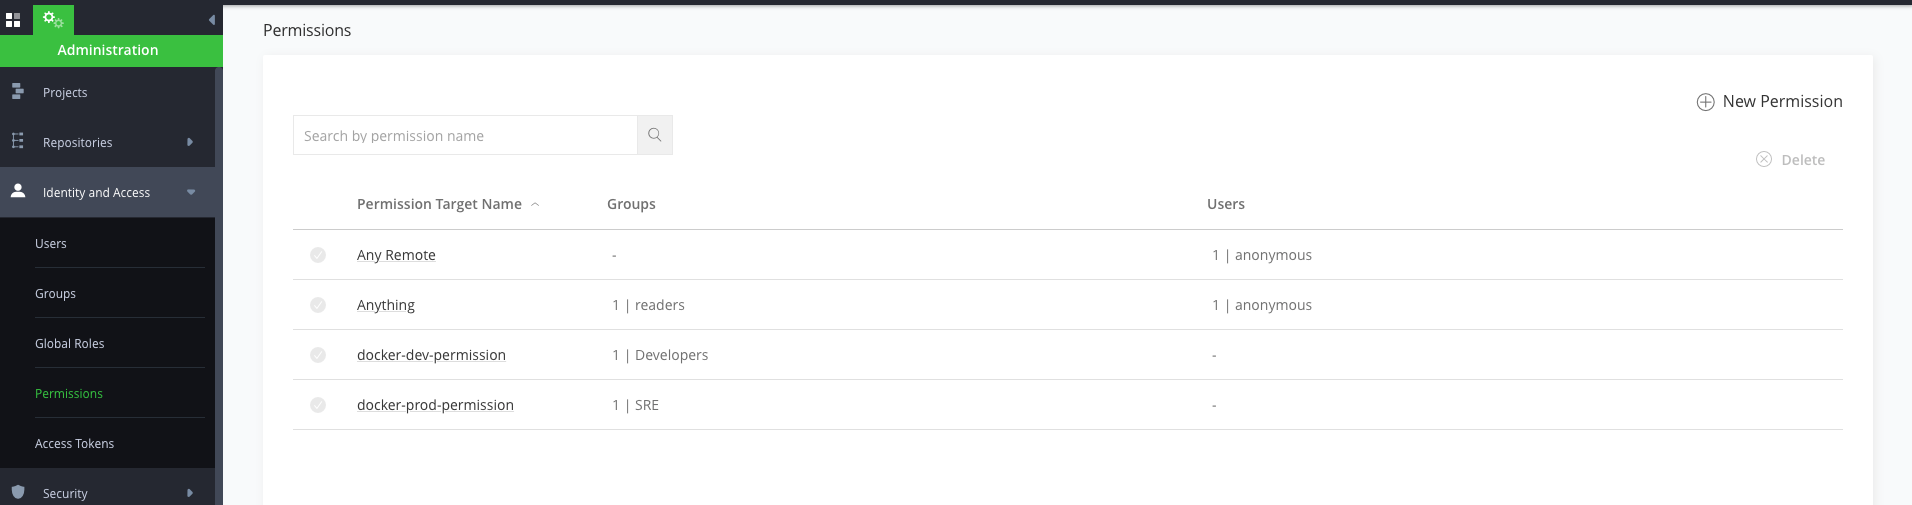 Administration
Projects
Repositories
Identity and Access
Users
Groups
Global Roles
Permissions
Access Tokens
Security
Permissions
New Permission
Search by permission name
Delete
Permission Target Name Groups Users
Any Remote - 1 | anonymous
Anything 1 | readers 1 | anonymous
docker-dev-permission 1 | Developers -
docker-prod-permission 1 | SRE -